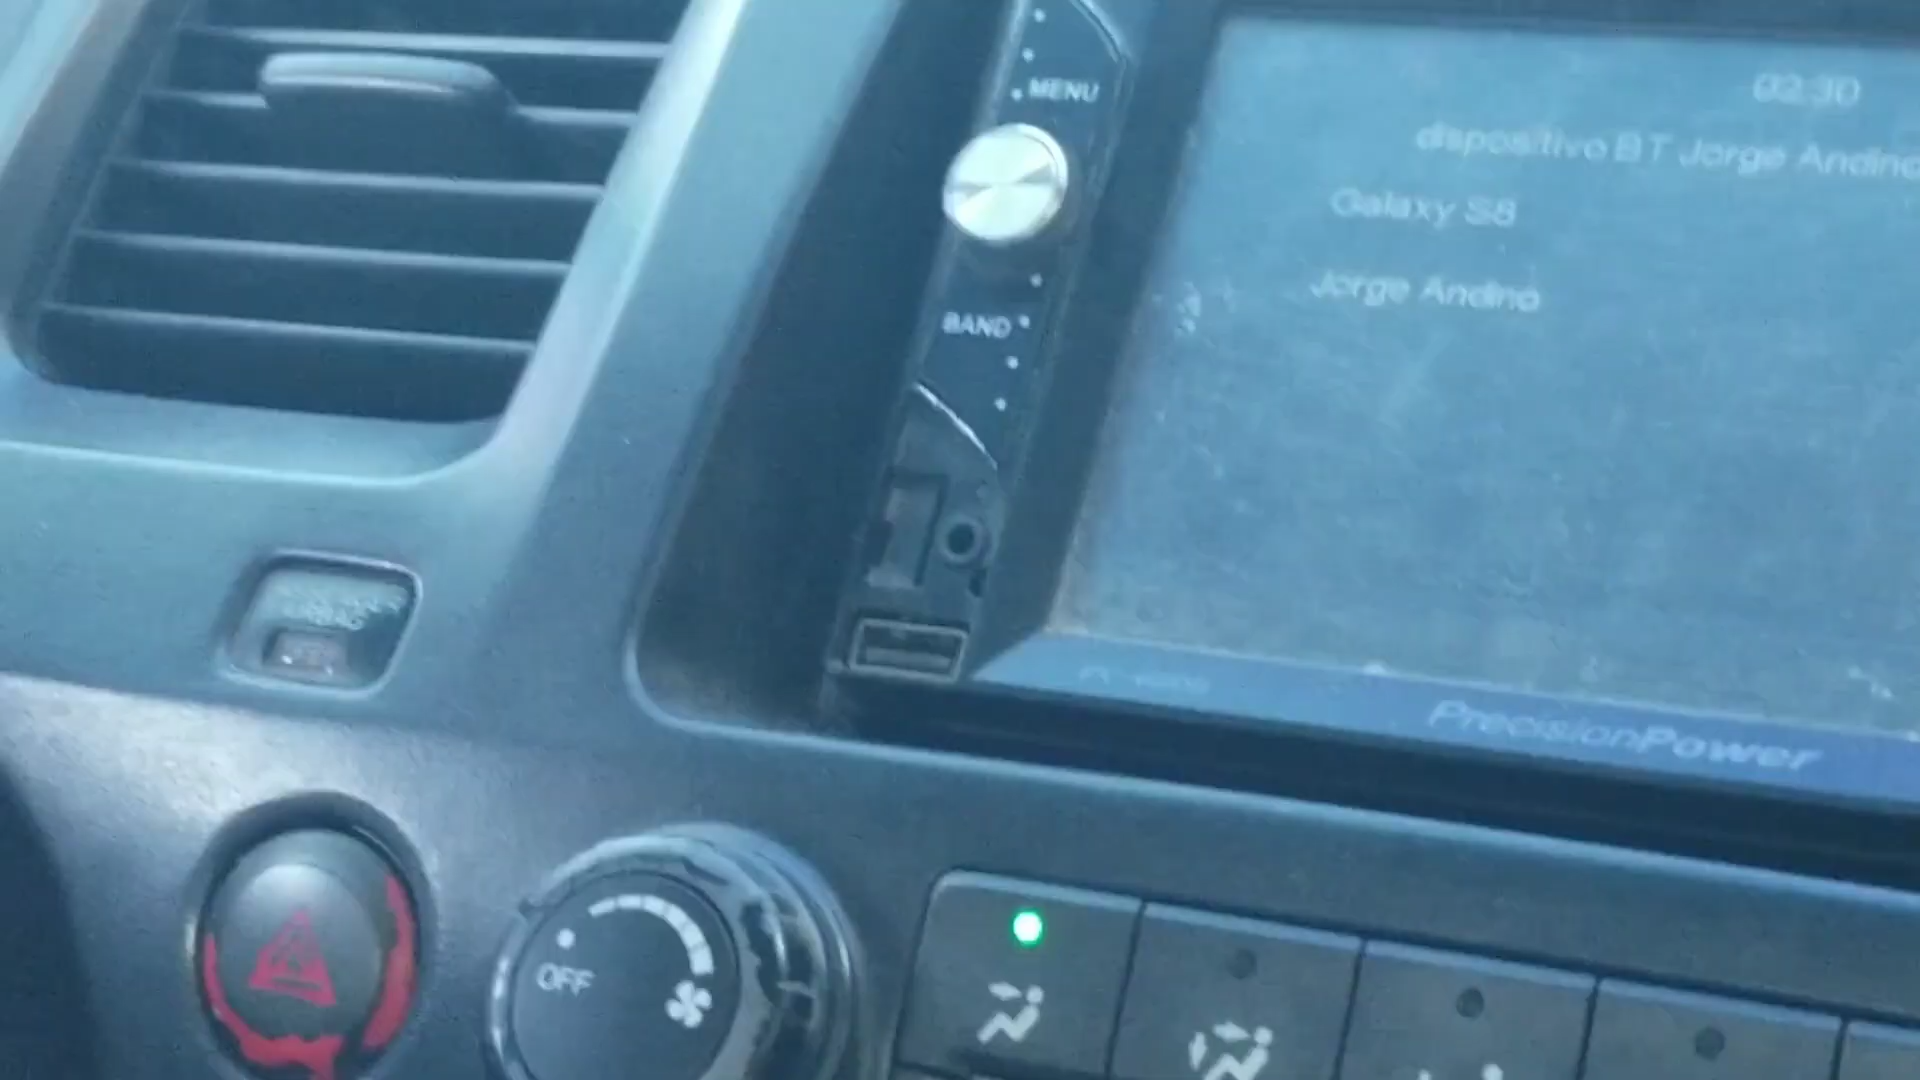 MENU
02:30
dispositivo BT Jorge Andino
Galaxy S8
Jorge Andino
BAND
PrecisionPower
OFF